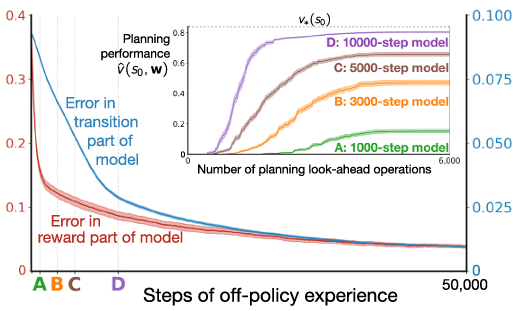 0.4
0.3
0.2
0.1
0
0.100
0.075
0.050
0.025
0
Error in
transition
part of
model
Error in
reward part of model
A B C D
50,000
Steps of off-policy experience
Planning
performance
v̂(s₀, w)
0.8
0.6
0.4
0.2
0
v*(s₀)
D: 10000-step model
C: 5000-step model
B: 3000-step model
A: 1000-step model
0
6,000
Number of planning look-ahead operations